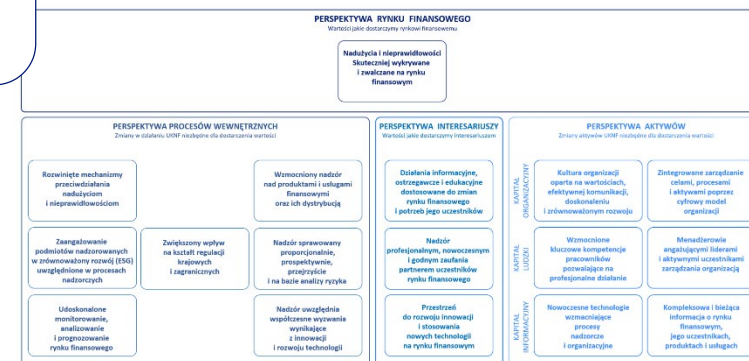 PERSPEKTYWA RYNKU FINANSOWEGO
Wartości jakie dostarczymy rynkowi finansowemu
Nadużycia i nieprawidłowości
Skuteczniej wykrywane
i zwalczane na rynku
finansowym
PERSPEKTYWA PROCESÓW WEWNĘTRZNYCH
Zmiany w działaniu UKNF niezbędne dla dostarczenia wartości
Rozwinięte mechanizmy
przeciwdziałania
nadużyciom
i nieprawidłowościom
Wzmocniony nadzór
nad produktami i usługami
finansowymi
oraz ich dystrybucją
Zaangażowanie
podmiotów nadzorowanych
w zrównoważony rozwój (ESG)
uwzględnione w procesach
nadzorczych
Zwiększony wpływ
na kształt regulacji
krajowych
i zagranicznych
Nadzór sprawowany
proporcjonalnie,
prospektywnie,
przejrzyście
i na bazie analizy ryzyka
Udoskonalone
monitorowanie,
analizowanie
i prognozowanie
rynku finansowego
Nadzór uwzględnia
współczesne wyzwania
wynikające
z innowacji
i rozwoju technologii
PERSPEKTYWA INTERESARIUSZY
Wartości jakie dostarczymy interesariuszom
Działania informacyjne,
ostrzegawcze i edukacyjne
dostosowane do zmian
rynku finansowego
i potrzeb jego uczestników
Nadzór
profesjonalnym, nowoczesnym
i godnym zaufania
partnerem uczestników
rynku finansowego
Przestrzeń
do rozwoju innowacji
i stosowania
nowych technologii
na rynku finansowym
PERSPEKTYWA AKTYWÓW
Zmiany aktywów UKNF niezbędne dla dostarczenia wartości
KAPITAŁ
ORGANIZACYJNY
Kultura organizacji
oparta na wartościach,
efektywnej komunikacji,
doskonaleniu
i zrównoważonym rozwoju
Zintegrowane zarządzanie
celami, procesami
i aktywami poprzez
cyfrowy model
organizacji
KAPITAŁ
LUDZKI
Wzmocnione
kluczowe kompetencje
pracowników
pozwalające na
profesjonalne działanie
Menadżerowie
angażującymi liderami
i aktywnymi uczestnikami
zarządzania organizacją
KAPITAŁ
INFORMACYJNY
Nowoczesne technologie
wzmacniające
procesy
nadzorcze
i organizacyjne
Kompleksowa i bieżąca
informacja o rynku
finansowym,
jego uczestnikach,
produktach i usługach